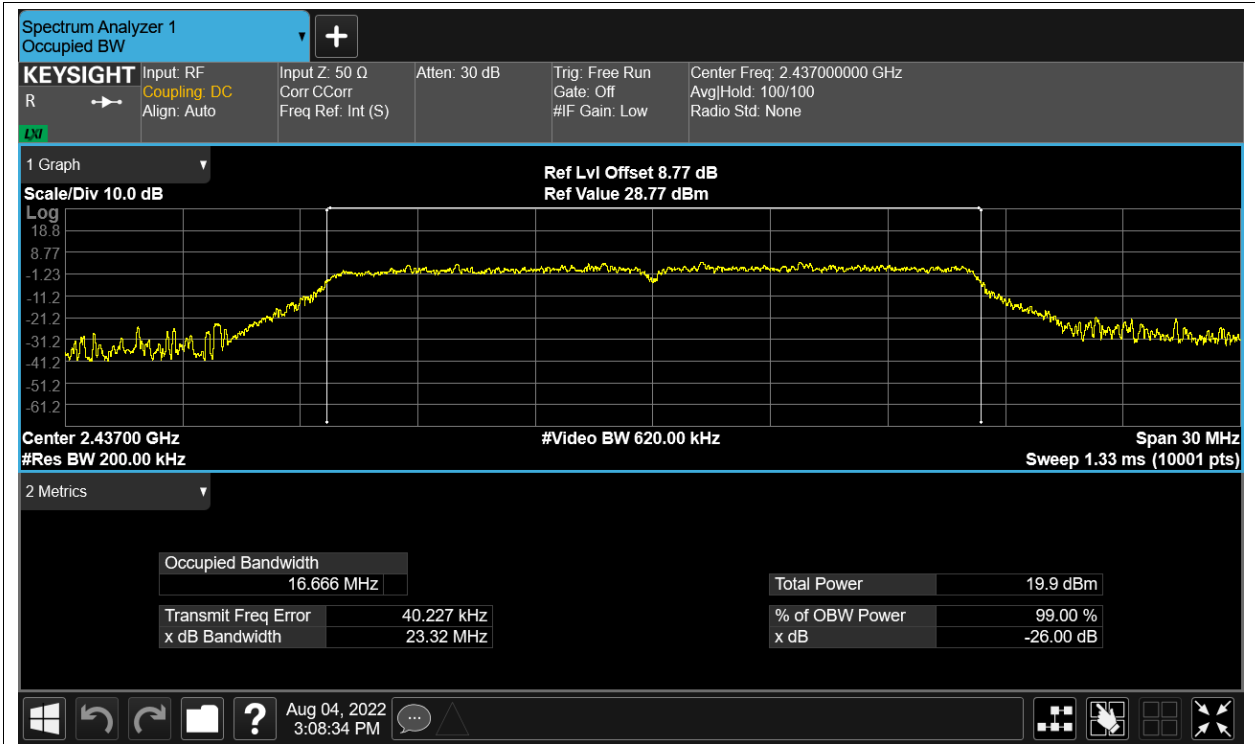 Spectrum Analyzer 1
Occupied BW
▼
+
KEYSIGHT
R
LXI
Input: RF
Coupling: DC
Align: Auto
Input Z: 50 Ω
Corr CCorr
Freq Ref: Int (S)
Atten: 30 dB
Trig: Free Run
Gate: Off
#IF Gain: Low
Center Freq: 2.437000000 GHz
Avg|Hold: 100/100
Radio Std: None
1 Graph ▼
Scale/Div 10.0 dB
Ref Lvl Offset 8.77 dB
Ref Value 28.77 dBm
Log
18.8
8.77
-1.23
-11.2
-21.2
-31.2
-41.2
-51.2
-61.2
Center 2.43700 GHz
#Res BW 200.00 kHz
#Video BW 620.00 kHz
Span 30 MHz
Sweep 1.33 ms (10001 pts)
2 Metrics ▼
Occupied Bandwidth
16.666 MHz
Transmit Freq Error 40.227 kHz
x dB Bandwidth 23.32 MHz
Total Power 19.9 dBm
% of OBW Power 99.00 %
x dB -26.00 dB
?
Aug 04, 2022
3:08:34 PM